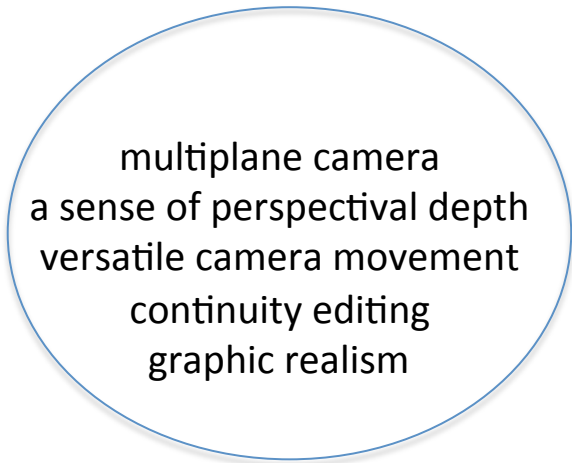 multiplane camera
a sense of perspectival depth
versatile camera movement
continuity editing
graphic realism